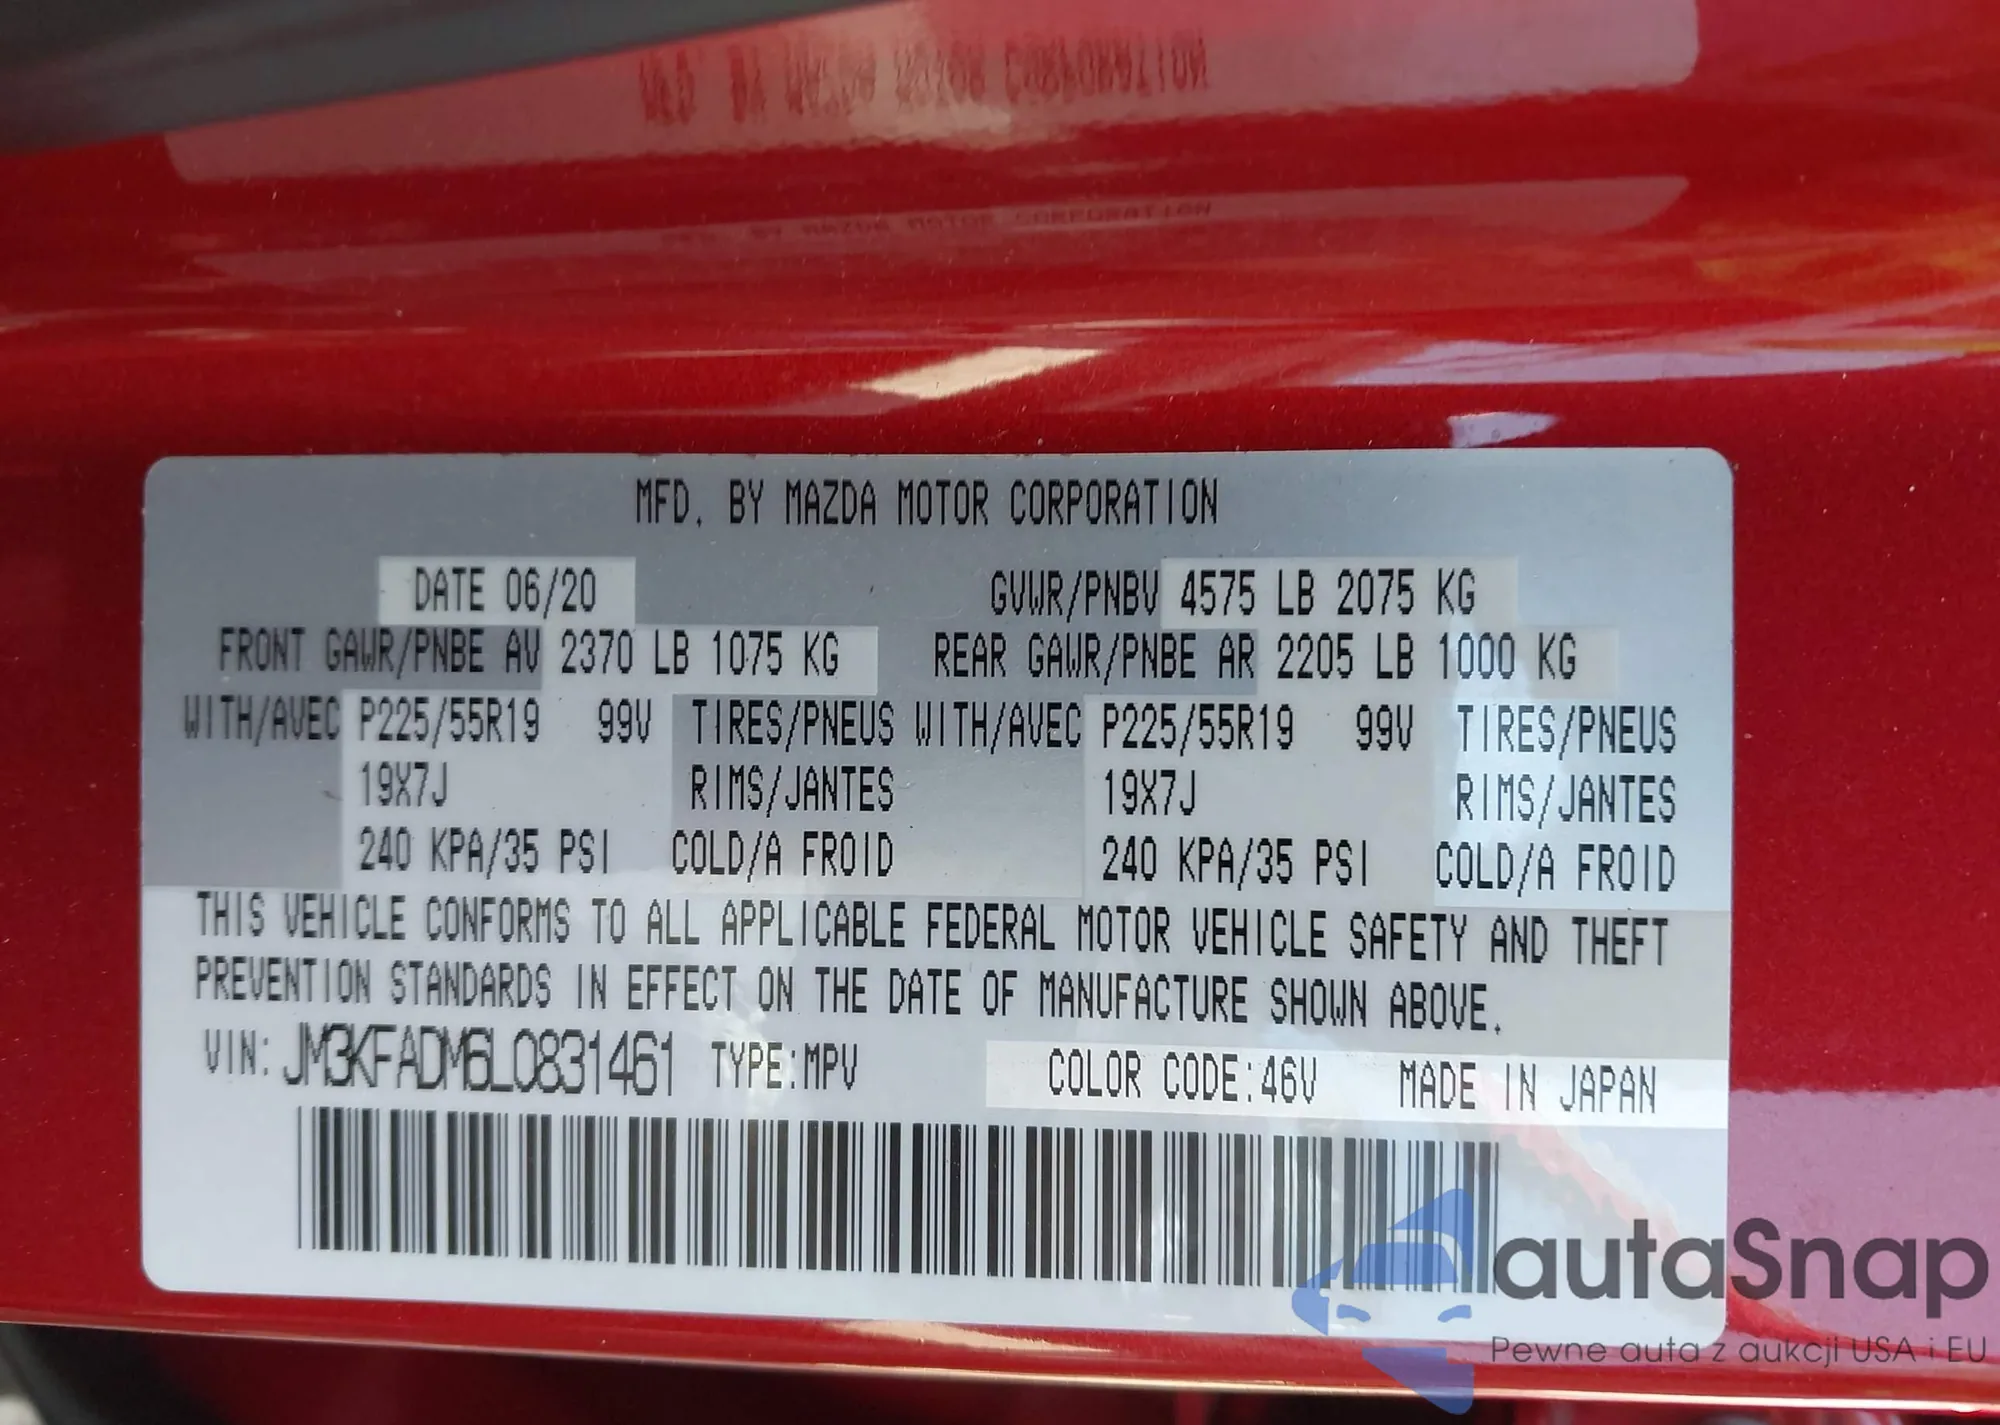 MFD. BY MAZDA MOTOR CORPORATION
DATE 06/20 GVWR/PNBV 4575 LB 2075 KG
FRONT GAWR/PNBE AV 2370 LB 1075 KG REAR GAWR/PNBE AR 2205 LB 1000 KG
WITH/AVEC P225/55R19 99V TIRES/PNEUS WITH/AVEC P225/55R19 99V TIRES/PNEUS
19X7J RIMS/JANTES 19X7J RIMS/JANTES
240 KPA/35 PSI COLD/A FROID 240 KPA/35 PSI COLD/A FROID
THIS VEHICLE CONFORMS TO ALL APPLICABLE FEDERAL MOTOR VEHICLE SAFETY AND THEFT
PREVENTION STANDARDS IN EFFECT ON THE DATE OF MANUFACTURE SHOWN ABOVE.
VIN: JM3KFADM6L0831461 TYPE:MPV COLOR CODE:46V MADE IN JAPAN
autaSnap
Pewne auta z aukcji USA i EU